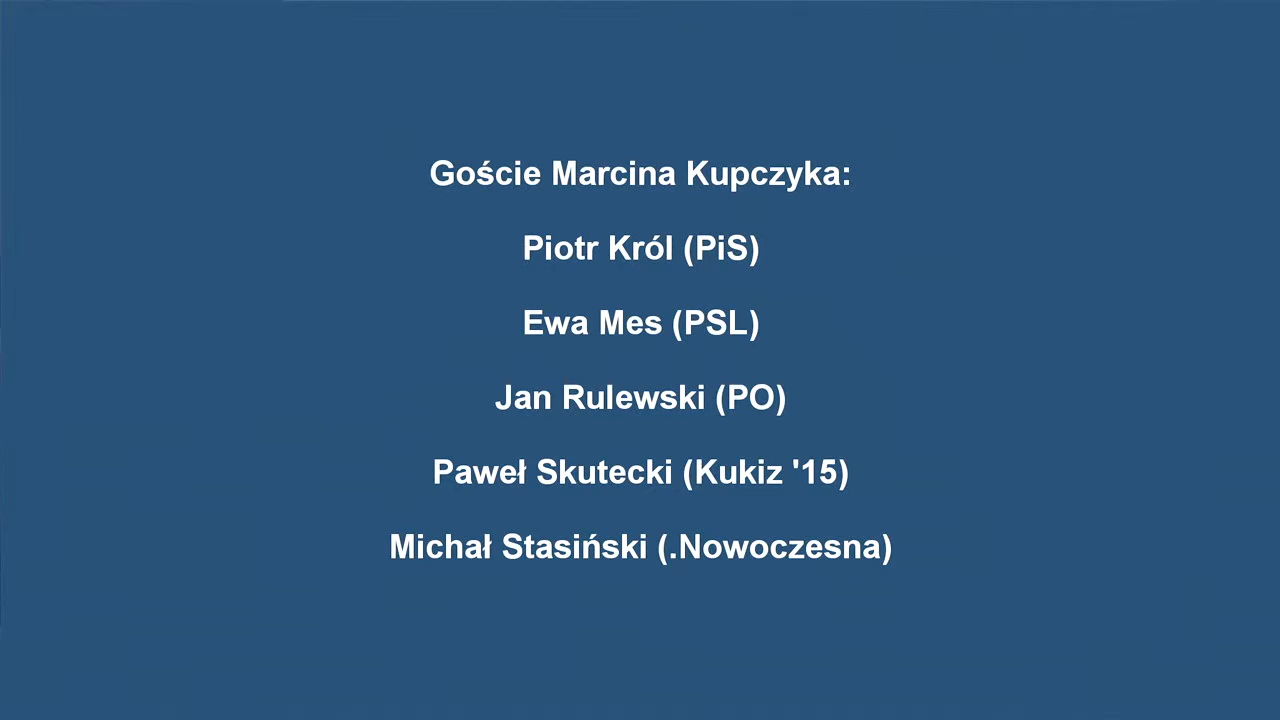 Goście Marcina Kupczyka:
Piotr Król (PiS)
Ewa Mes (PSL)
Jan Rulewski (PO)
Paweł Skutecki (Kukiz '15)
Michał Stasiński (.Nowoczesna)